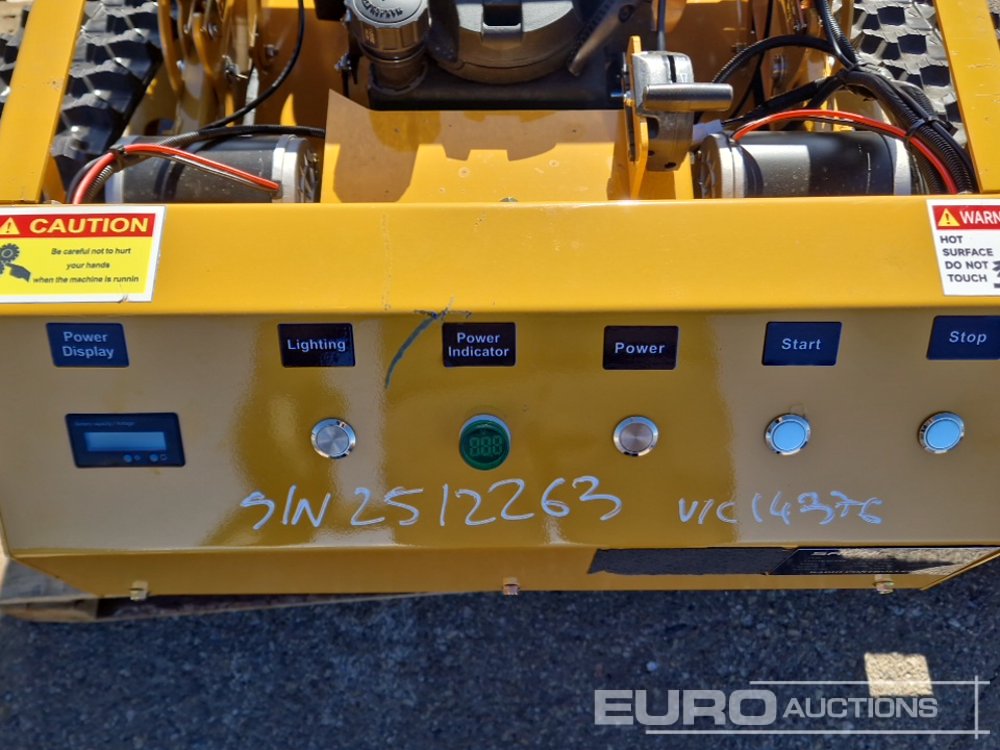 CAUTION
Be careful not to hurt
your hands
when the machine is runnin
HOT
SURFACE
DO NOT
TOUCH
Power
Display
Lighting
Power
Indicator
Power
Start
Stop
S/N 2512263
V/C 14376
EURO AUCTIONS